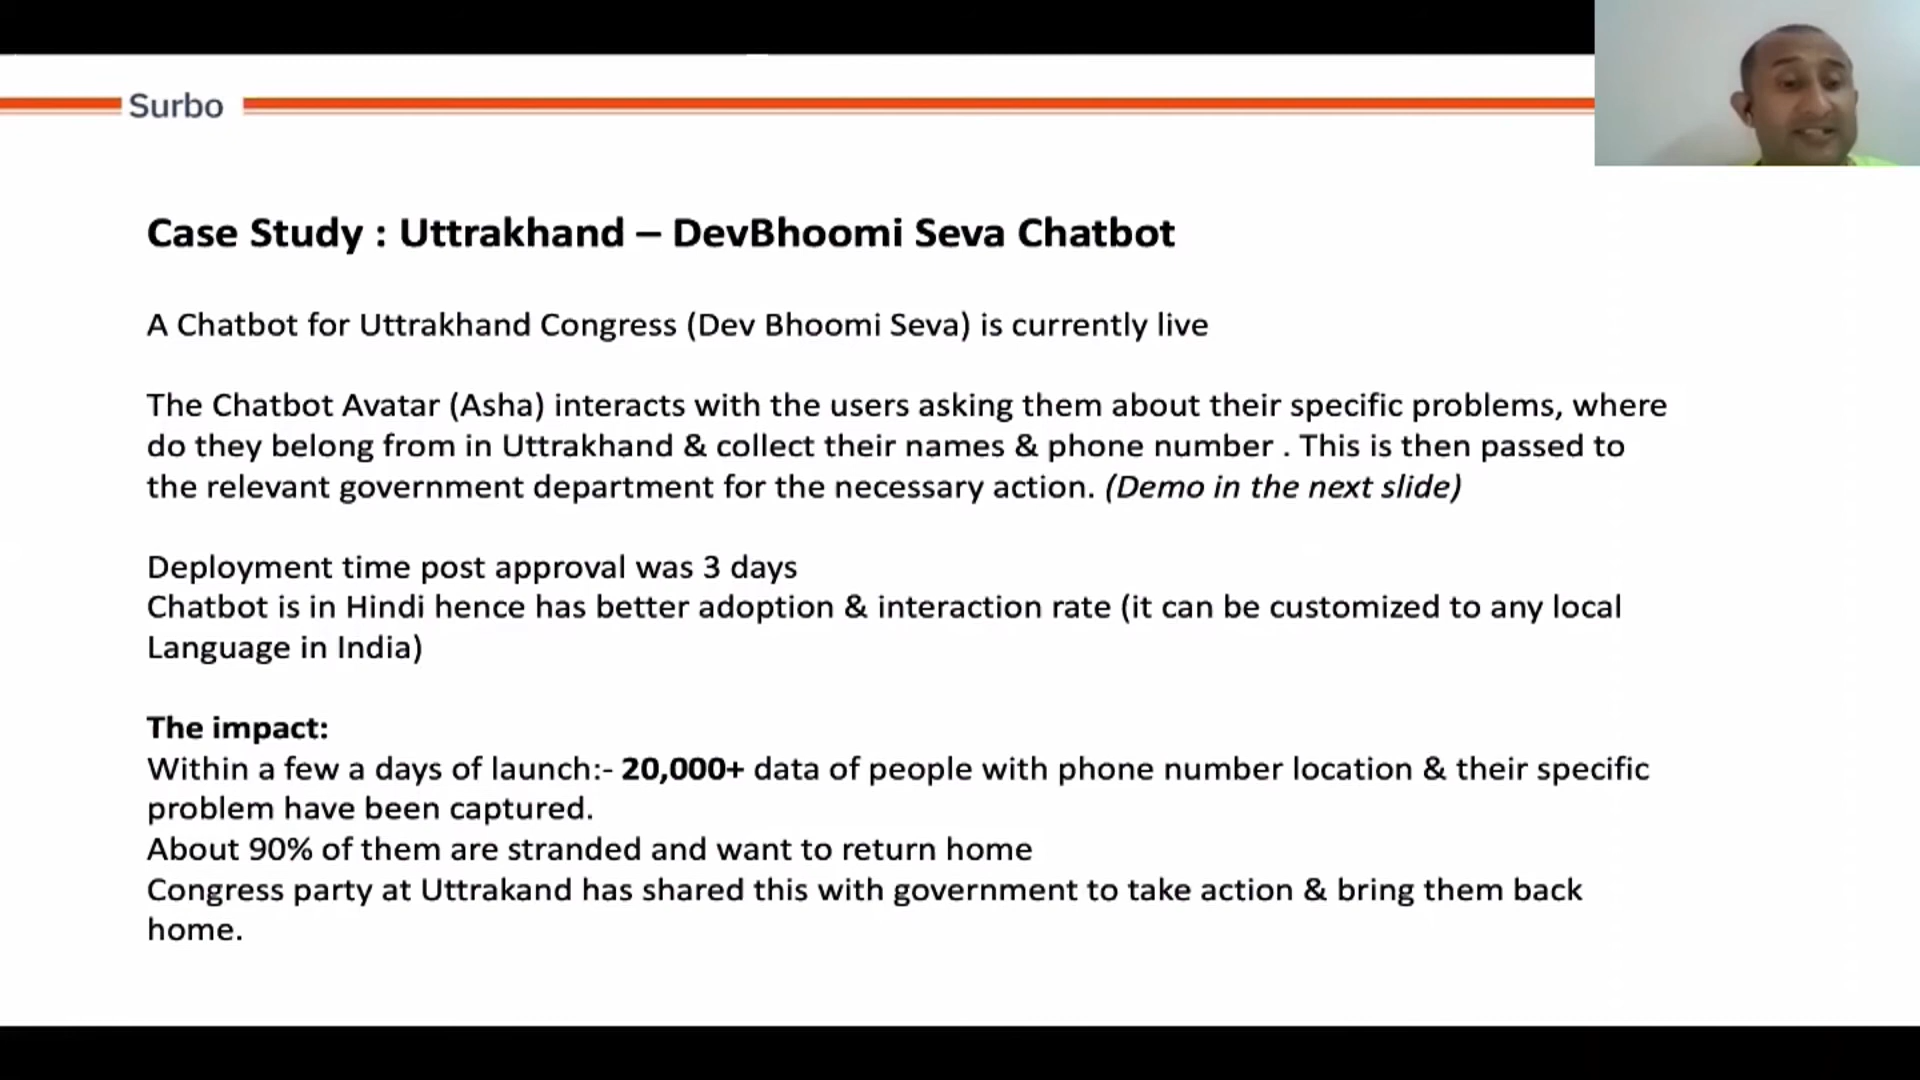 Surbo
Case Study : Uttrakhand – DevBhoomi Seva Chatbot
A Chatbot for Uttrakhand Congress (Dev Bhoomi Seva) is currently live
The Chatbot Avatar (Asha) interacts with the users asking them about their specific problems, where
do they belong from in Uttrakhand & collect their names & phone number . This is then passed to
the relevant government department for the necessary action. (Demo in the next slide)
Deployment time post approval was 3 days
Chatbot is in Hindi hence has better adoption & interaction rate (it can be customized to any local
Language in India)
The impact:
Within a few a days of launch:- 20,000+ data of people with phone number location & their specific
problem have been captured.
About 90% of them are stranded and want to return home
Congress party at Uttrakand has shared this with government to take action & bring them back
home.